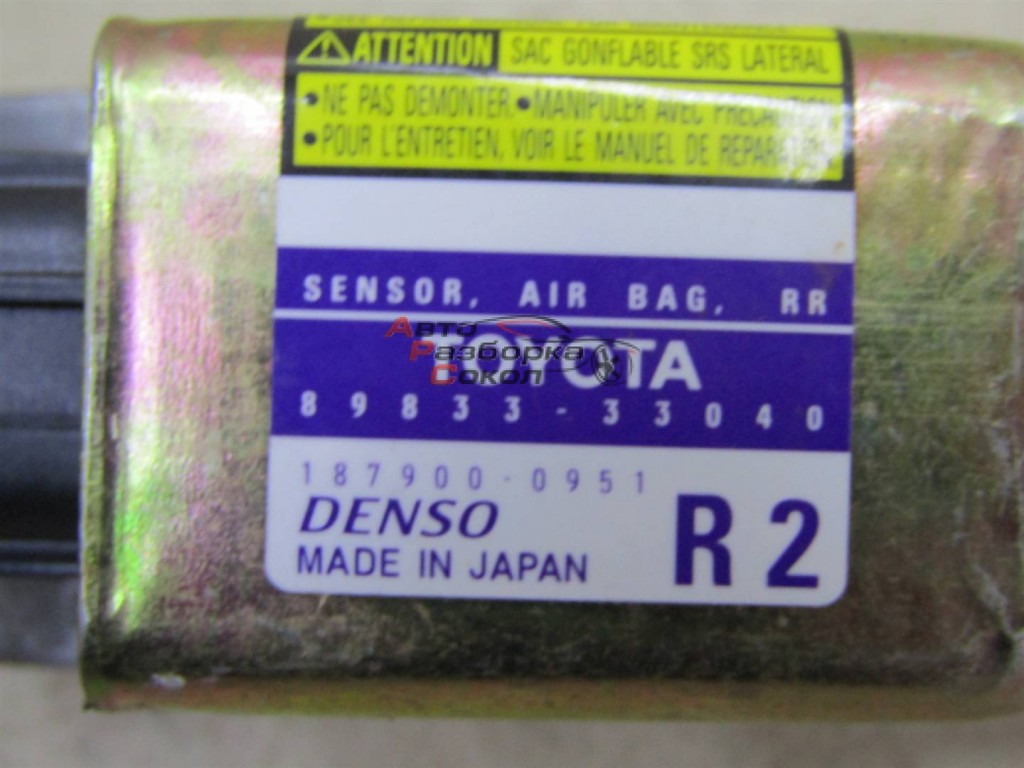 ⚠ATTENTION SAC GONFLABLE SRS LATERAL
•NE PAS DEMONTER.•MANIPULER AVEC PRECAUTION
•POUR L'ENTRETIEN, VOIR LE MANUEL DE REPARATION
SENSOR, AIR BAG, RR
TOYOTA
Авто
Разборка
Сокол
89833-33040
187900-0951
DENSO
MADE IN JAPAN
R2